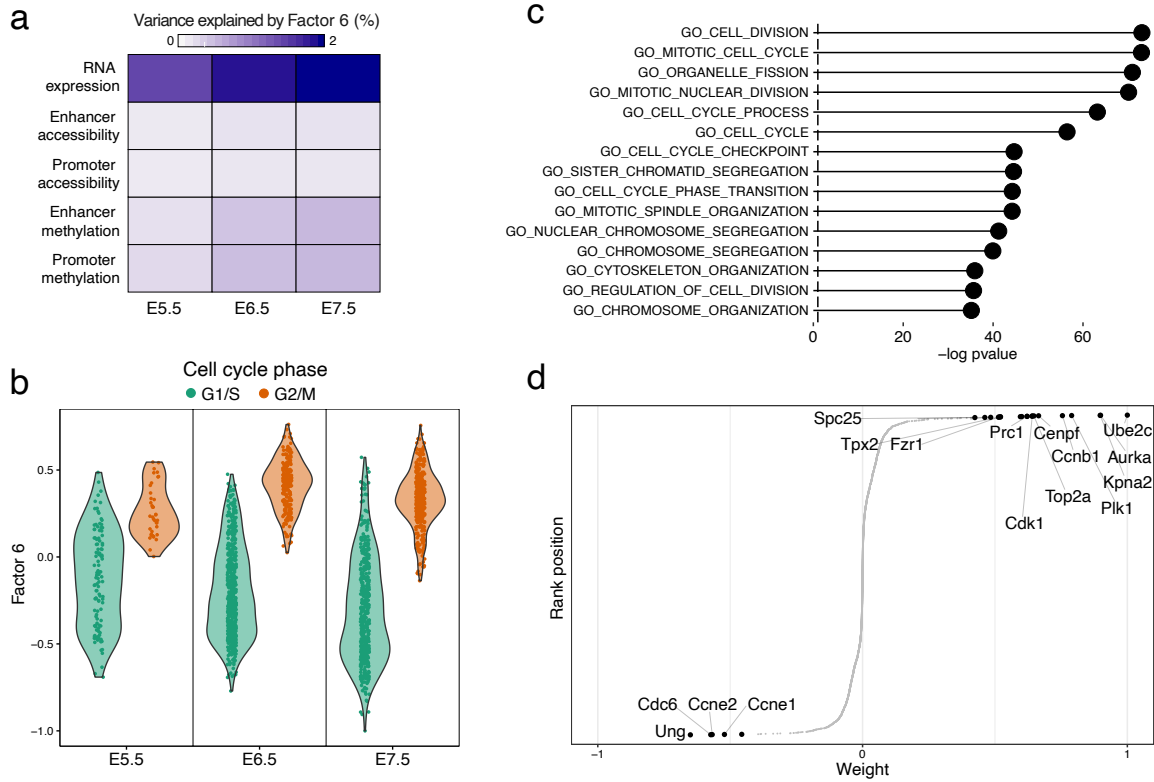 a
Variance explained by Factor 6 (%)
0
2
RNA
expression
Enhancer
accessibility
Promoter
accessibility
Enhancer
methylation
Promoter
methylation
E5.5
E6.5
E7.5
b
Cell cycle phase
G1/S
G2/M
Factor 6
0.5
0.0
−0.5
−1.0
E5.5
E6.5
E7.5
c
GO_CELL_DIVISION
GO_MITOTIC_CELL_CYCLE
GO_ORGANELLE_FISSION
GO_MITOTIC_NUCLEAR_DIVISION
GO_CELL_CYCLE_PROCESS
GO_CELL_CYCLE
GO_CELL_CYCLE_CHECKPOINT
GO_SISTER_CHROMATID_SEGREGATION
GO_CELL_CYCLE_PHASE_TRANSITION
GO_MITOTIC_SPINDLE_ORGANIZATION
GO_NUCLEAR_CHROMOSOME_SEGREGATION
GO_CHROMOSOME_SEGREGATION
GO_CYTOSKELETON_ORGANIZATION
GO_REGULATION_OF_CELL_DIVISION
GO_CHROMOSOME_ORGANIZATION
0
20
40
60
−log pvalue
d
Rank position
Spc25
Tpx2
Fzr1
Prc1
Cenpf
Ube2c
Ccnb1
Aurka
Kpna2
Top2a
Plk1
Cdk1
Cdc6
Ccne2
Ccne1
Ung
−1
0
1
Weight